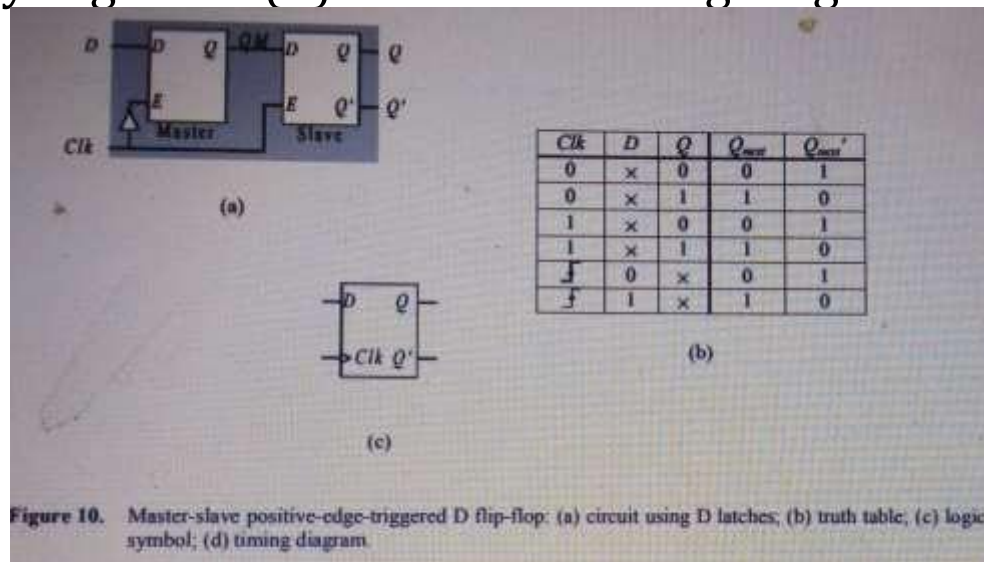 D D Q QM D Q Q
E E Q' Q'
Master Slave
Clk
(a)
Clk D Q Qnext Qnext'
0 × 0 0 1
0 × 1 1 0
1 × 0 0 1
1 × 1 1 0
0 × 0 1
1 × 1 0
(b)
D Q
Clk Q'
(c)
Figure 10. Master-slave positive-edge-triggered D flip-flop: (a) circuit using D latches; (b) truth table; (c) logic
symbol; (d) timing diagram.